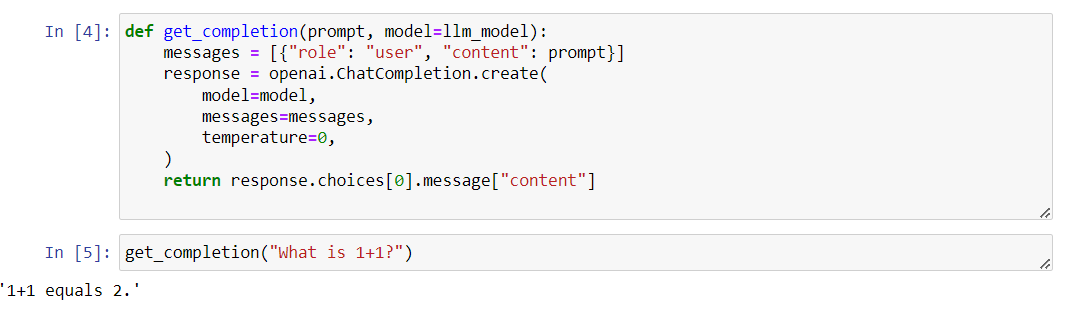 In [4]: def get_completion(prompt, model=llm_model):
    messages = [{"role": "user", "content": prompt}]
    response = openai.ChatCompletion.create(
        model=model,
        messages=messages,
        temperature=0,
    )
    return response.choices[0].message["content"]
In [5]: get_completion("What is 1+1?")
'1+1 equals 2.'